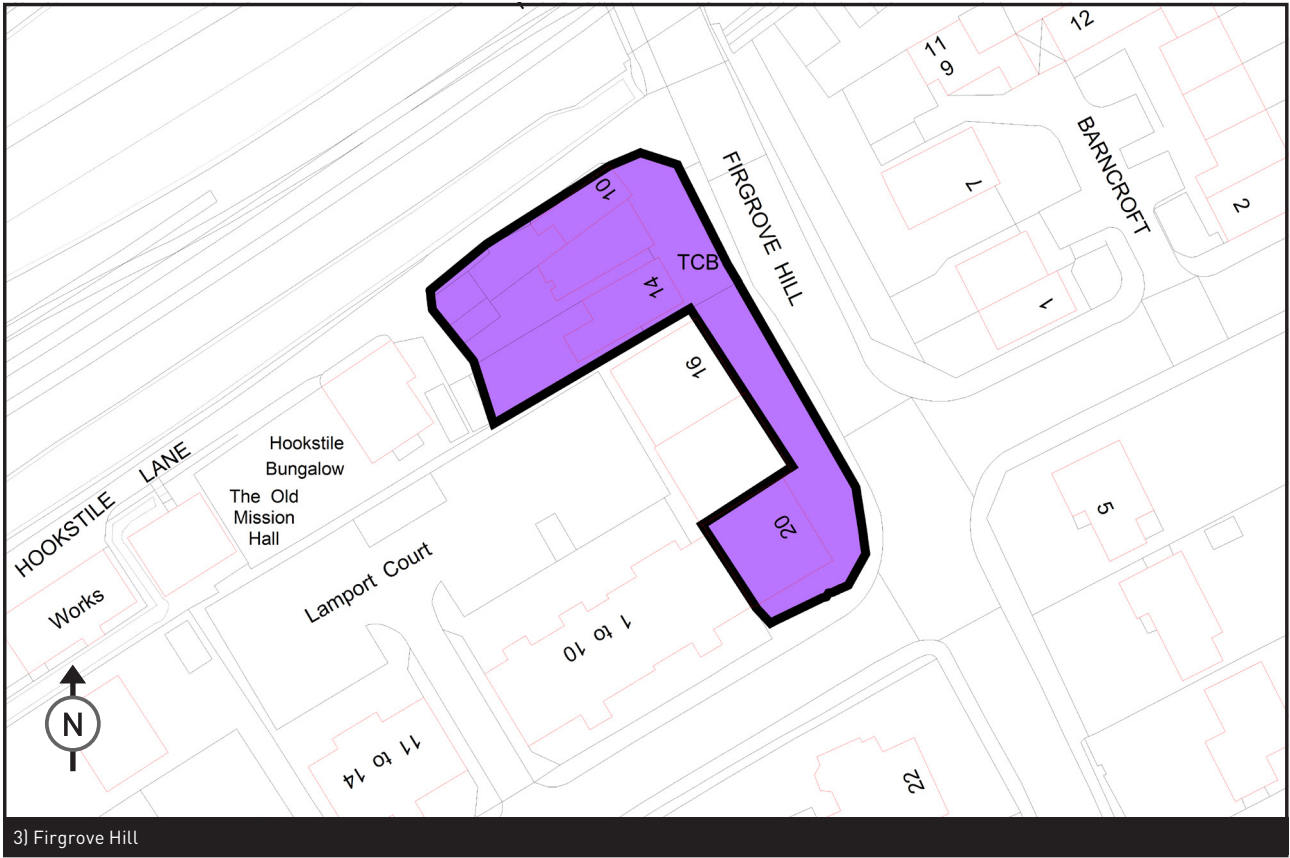 12
11
9
BARNCROFT
7
2
1
FIRGROVE HILL
10
TCB
14
16
20
5
HOOKSTILE LANE
Hookstile
Bungalow
The Old
Mission
Hall
Works
Lamport Court
1 to 10
11 to 14
22
N
3) Firgrove Hill